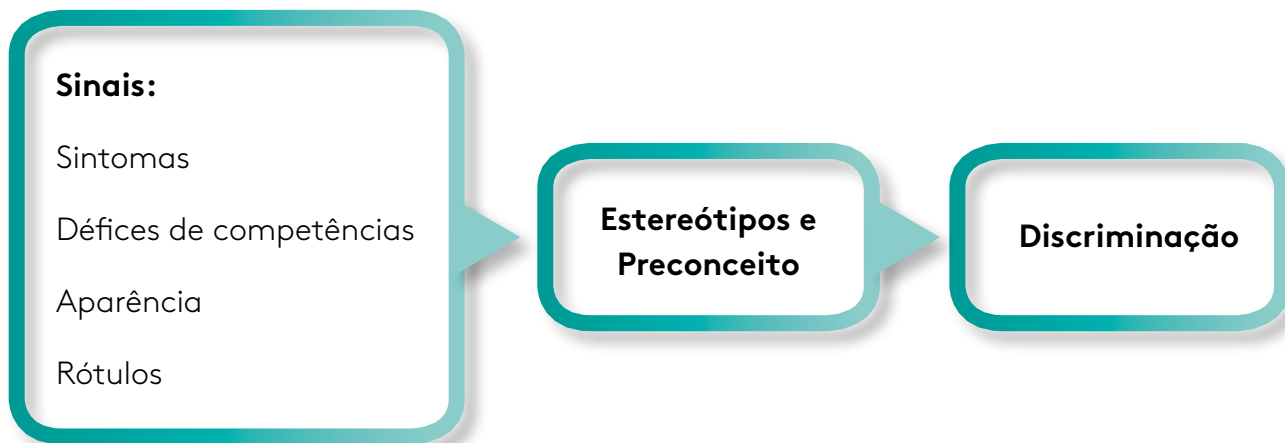 Sinais:
Sintomas
Défices de competências
Aparência
Rótulos
Estereótipos e
Preconceito
Discriminação